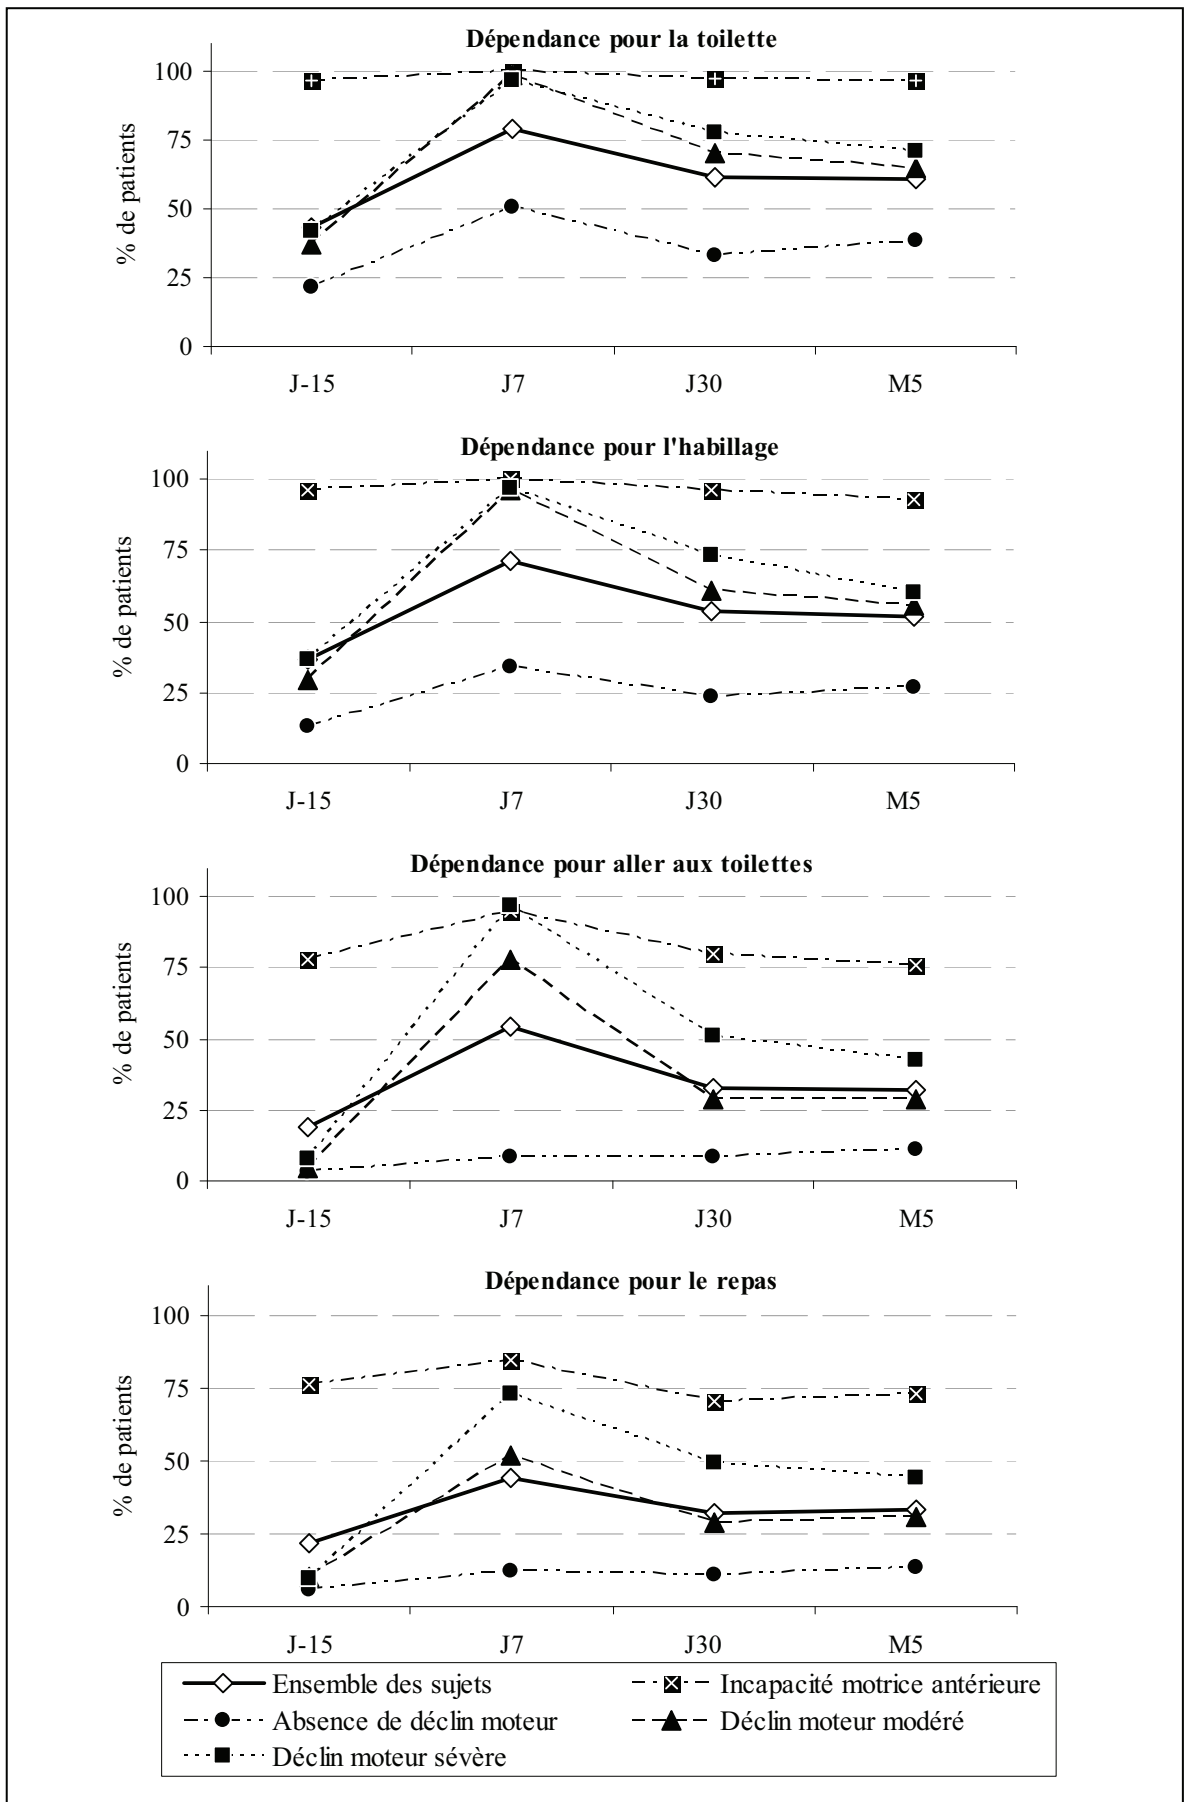 Dépendance pour la toilette
100
75
50
25
0
% de patients
J-15 J7 J30 M5
Dépendance pour l'habillage
100
75
50
25
0
% de patients
J-15 J7 J30 M5
Dépendance pour aller aux toilettes
100
75
50
25
0
% de patients
J-15 J7 J30 M5
Dépendance pour le repas
100
75
50
25
0
% de patients
J-15 J7 J30 M5
Ensemble des sujets Incapacité motrice antérieure
Absence de déclin moteur Déclin moteur modéré
Déclin moteur sévère